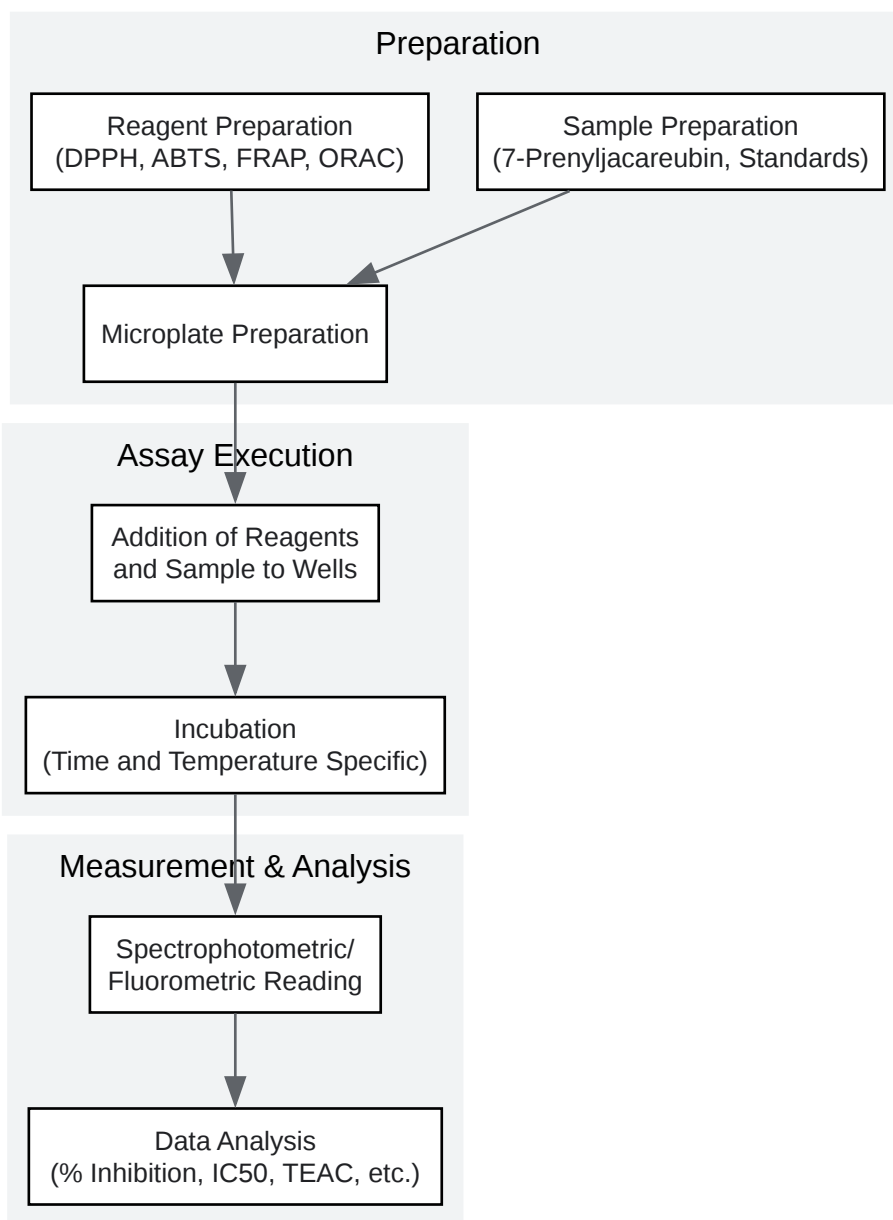 Preparation
Reagent Preparation
(DPPH, ABTS, FRAP, ORAC)
Sample Preparation
(7-Prenyljacareubin, Standards)
Microplate Preparation
Assay Execution
Addition of Reagents
and Sample to Wells
Incubation
(Time and Temperature Specific)
Measurement & Analysis
Spectrophotometric/
Fluorometric Reading
Data Analysis
(% Inhibition, IC50, TEAC, etc.)